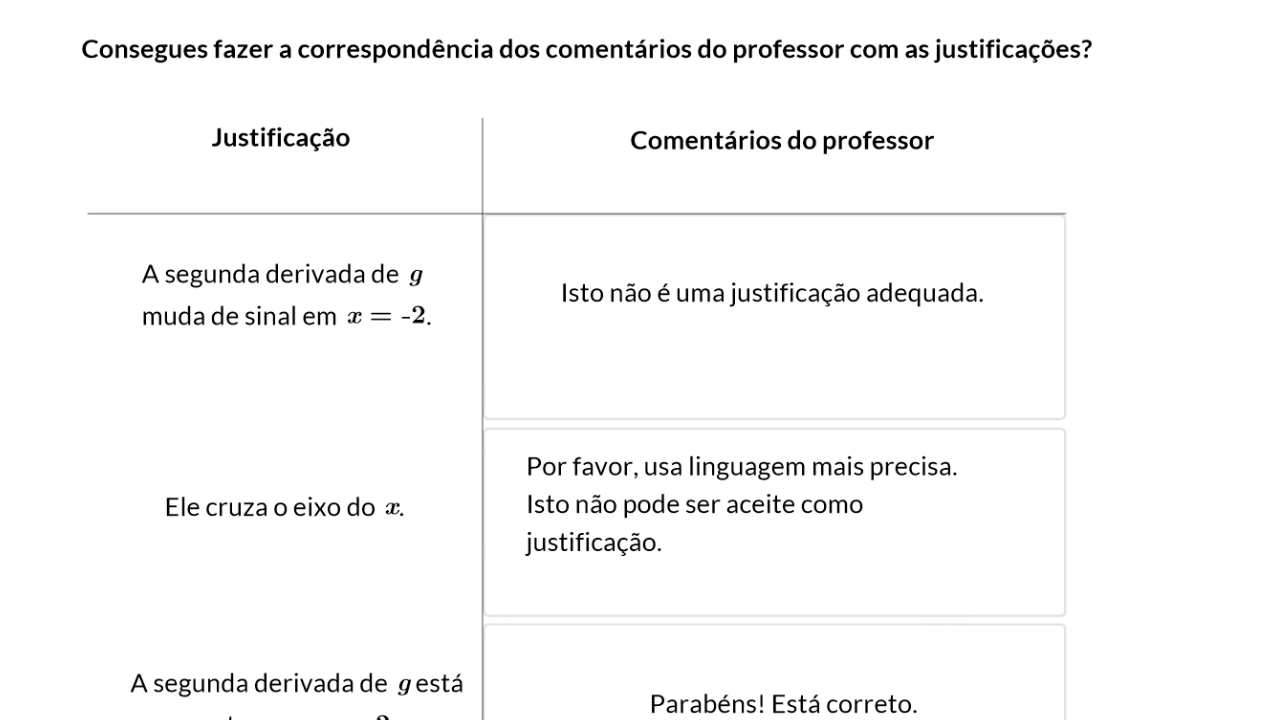 Consegues fazer a correspondência dos comentários do professor com as justificações?
Justificação
Comentários do professor
A segunda derivada de g
muda de sinal em x = -2.
Isto não é uma justificação adequada.
Ele cruza o eixo do x.
Por favor, usa linguagem mais precisa.
Isto não pode ser aceite como
justificação.
A segunda derivada de g está
Parabéns! Está correto.